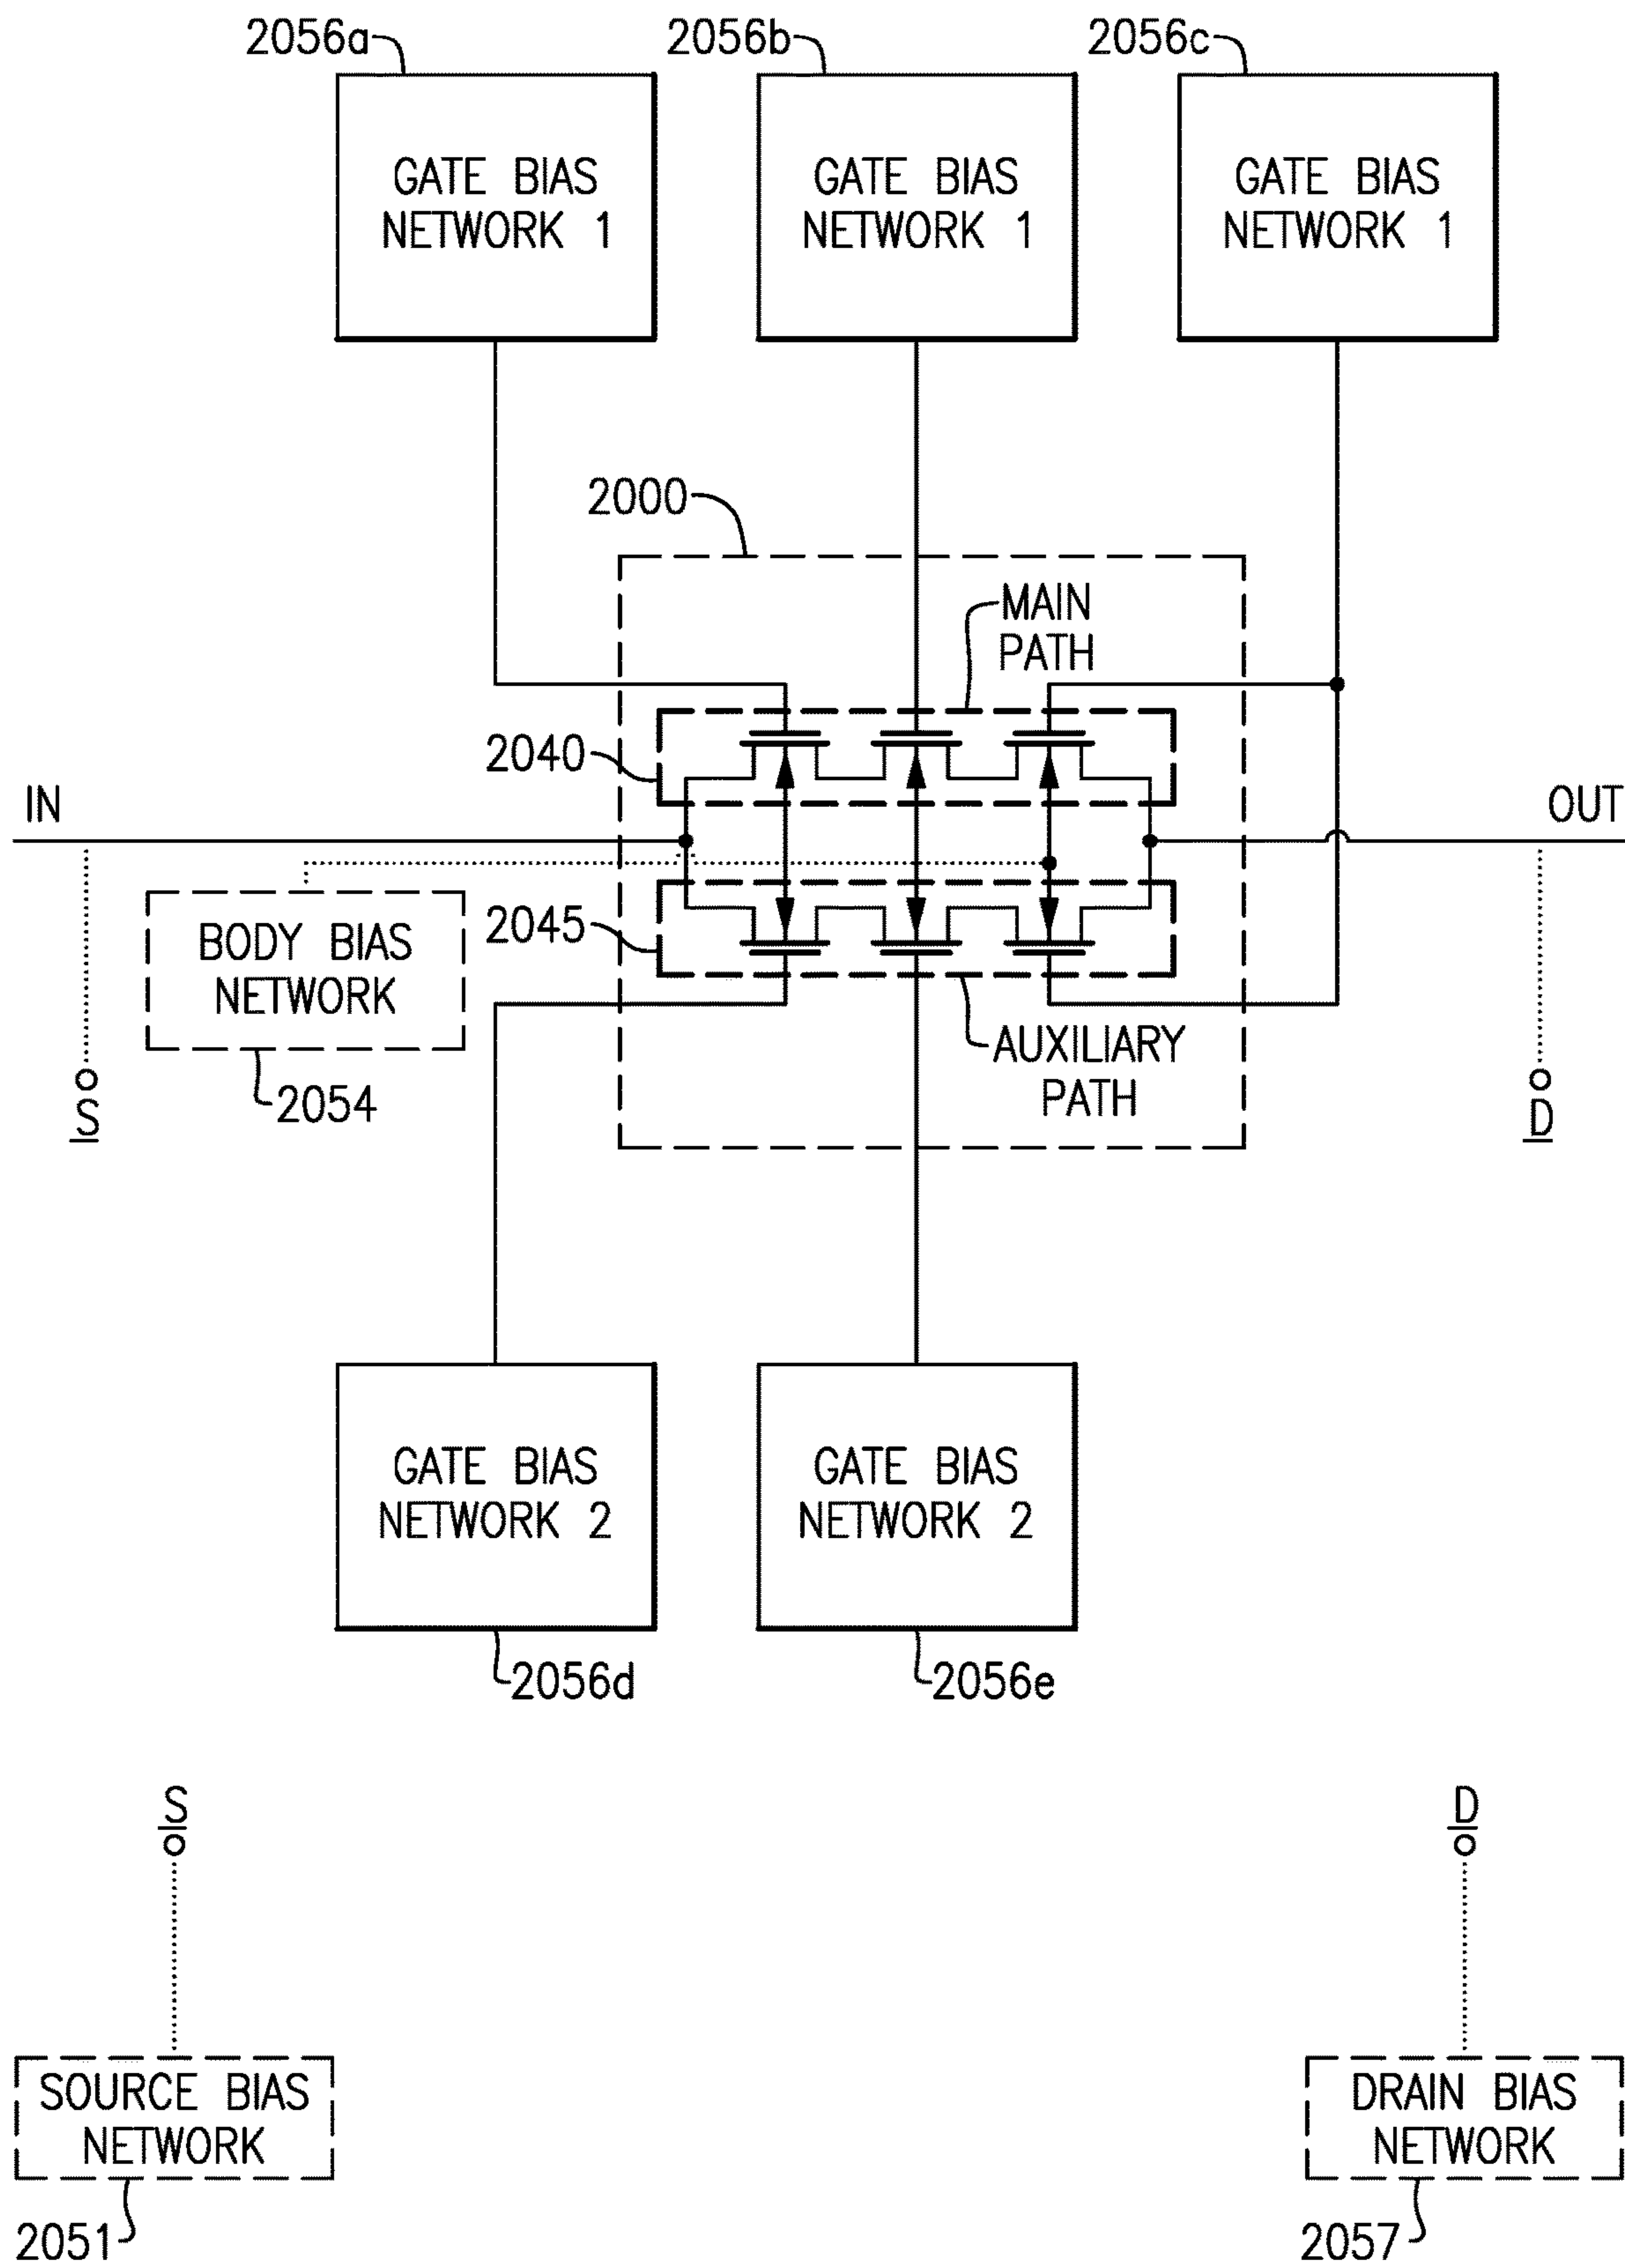 2056a
2056b
2056c
GATE BIAS
NETWORK 1
GATE BIAS
NETWORK 1
GATE BIAS
NETWORK 1
2000
MAIN
PATH
2040
IN
OUT
2045
BODY BIAS
NETWORK
AUXILIARY
PATH
2054
S
D
GATE BIAS
NETWORK 2
GATE BIAS
NETWORK 2
2056d
2056e
S
D
SOURCE BIAS
NETWORK
DRAIN BIAS
NETWORK
2051
2057